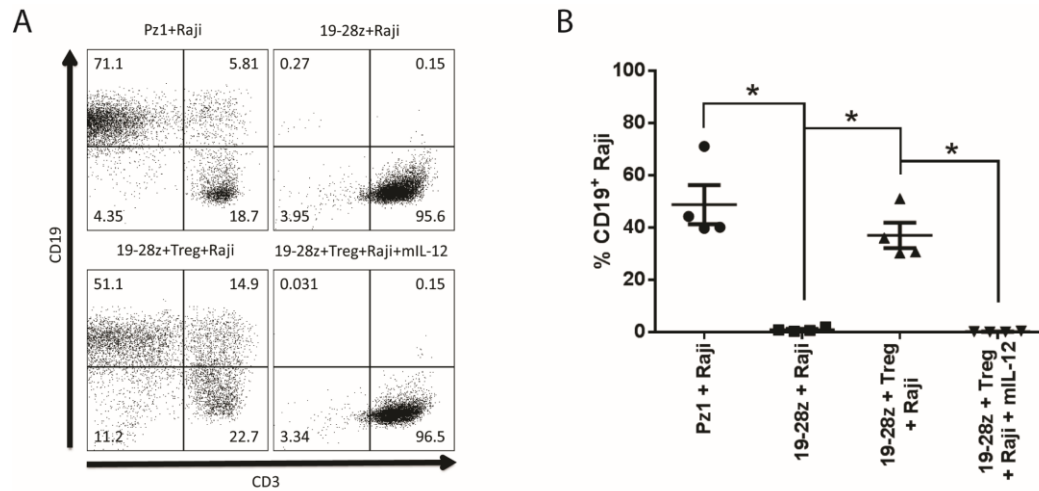 A
Pz1+Raji
19-28z+Raji
71.1
5.81
0.27
0.15
4.35
18.7
3.95
95.6
19-28z+Treg+Raji
19-28z+Treg+Raji+mIL-12
51.1
14.9
0.031
0.15
11.2
22.7
3.34
96.5
CD19
CD3
B
100
80
60
40
20
0
% CD19+ Raji
*
*
*
Pz1 + Raji
19-28z + Raji
19-28z + Treg
+ Raji
19-28z + Treg
+ Raji + mIL-12